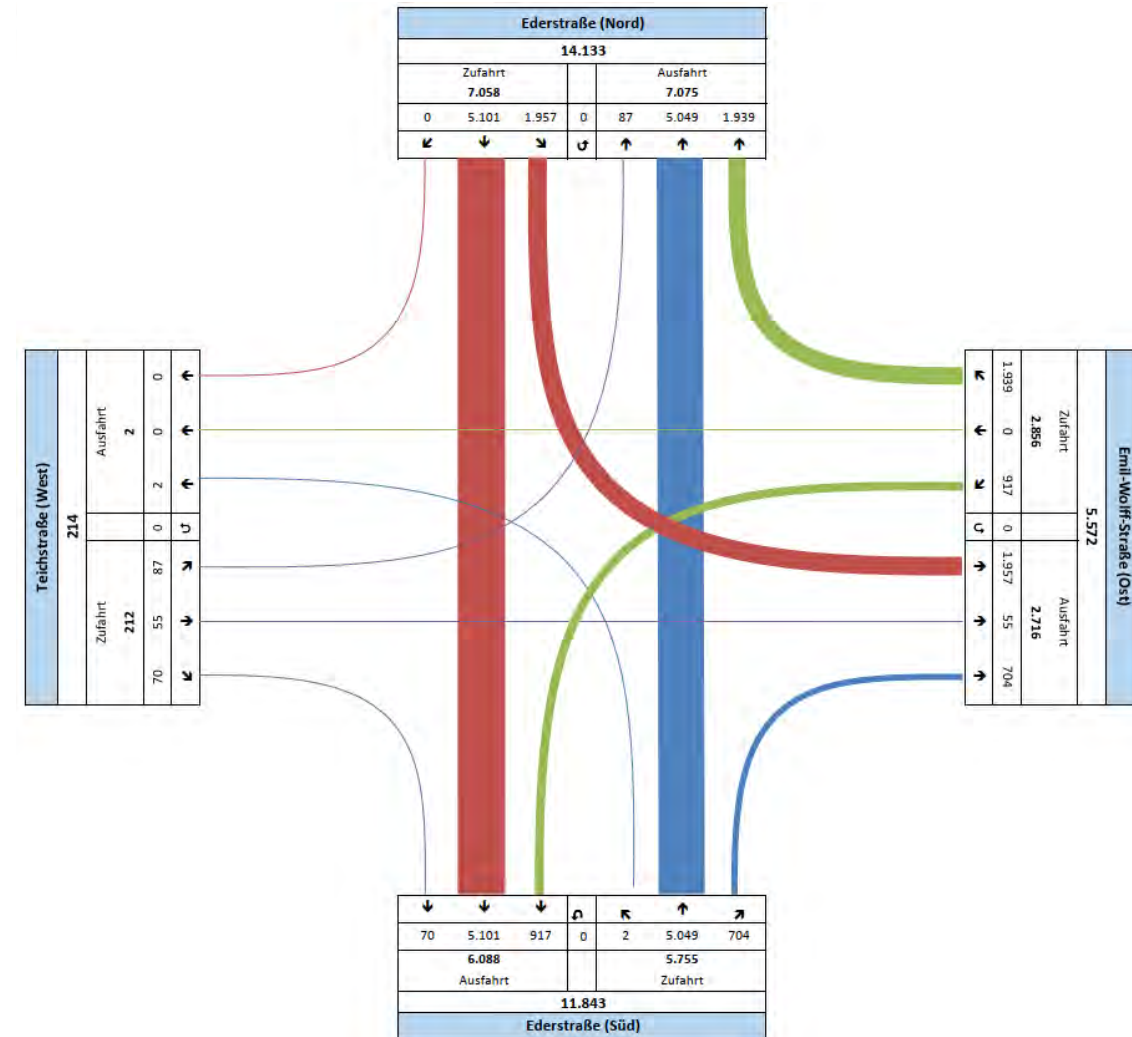 Ederstraße (Nord)
14.133
Zufahrt Ausfahrt
7.058 7.075
0 5.101 1.957 0 87 5.049 1.939
Teichstraße (West)
214
Ausfahrt
2
0
0
2
0
Zufahrt
212
87
55
70
Emil-Wolff-Straße (Ost)
5.572
Zufahrt
2.856
1.939
0
917
0
Ausfahrt
2.716
1.957
55
704
70 5.101 917 0 2 5.049 704
6.088 5.755
Ausfahrt Zufahrt
11.843
Ederstraße (Süd)